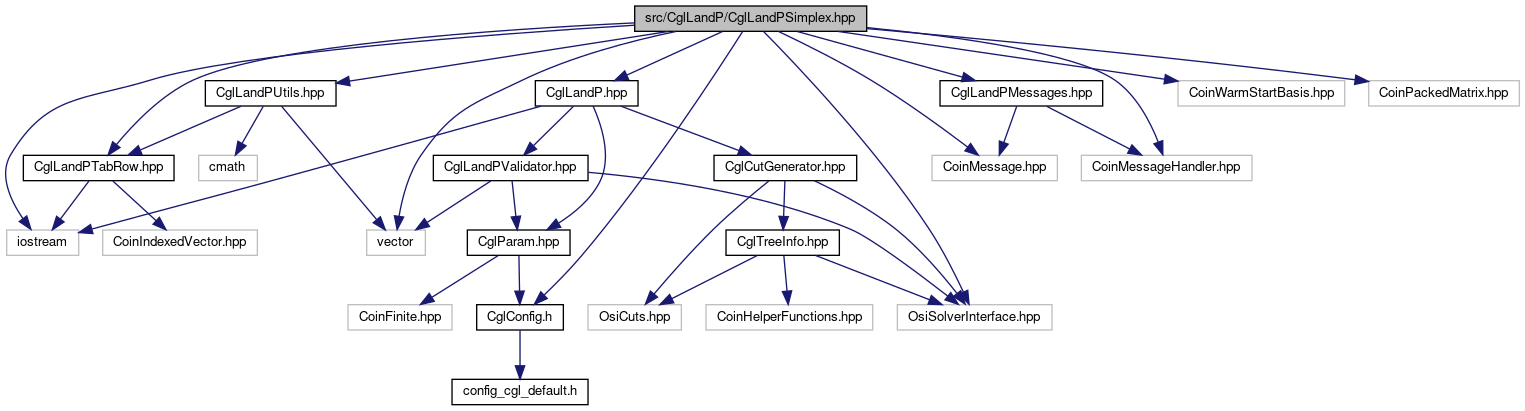 src/CglLandP/CglLandPSimplex.hpp
CglLandPUtils.hpp
CglLandP.hpp
CglLandPMessages.hpp
CoinWarmStartBasis.hpp
CoinPackedMatrix.hpp
CglLandPTabRow.hpp
cmath
CglLandPValidator.hpp
CglCutGenerator.hpp
CoinMessage.hpp
CoinMessageHandler.hpp
iostream
CoinIndexedVector.hpp
vector
CglParam.hpp
CglTreeInfo.hpp
CoinFinite.hpp
CglConfig.h
OsiCuts.hpp
CoinHelperFunctions.hpp
OsiSolverInterface.hpp
config_cgl_default.h